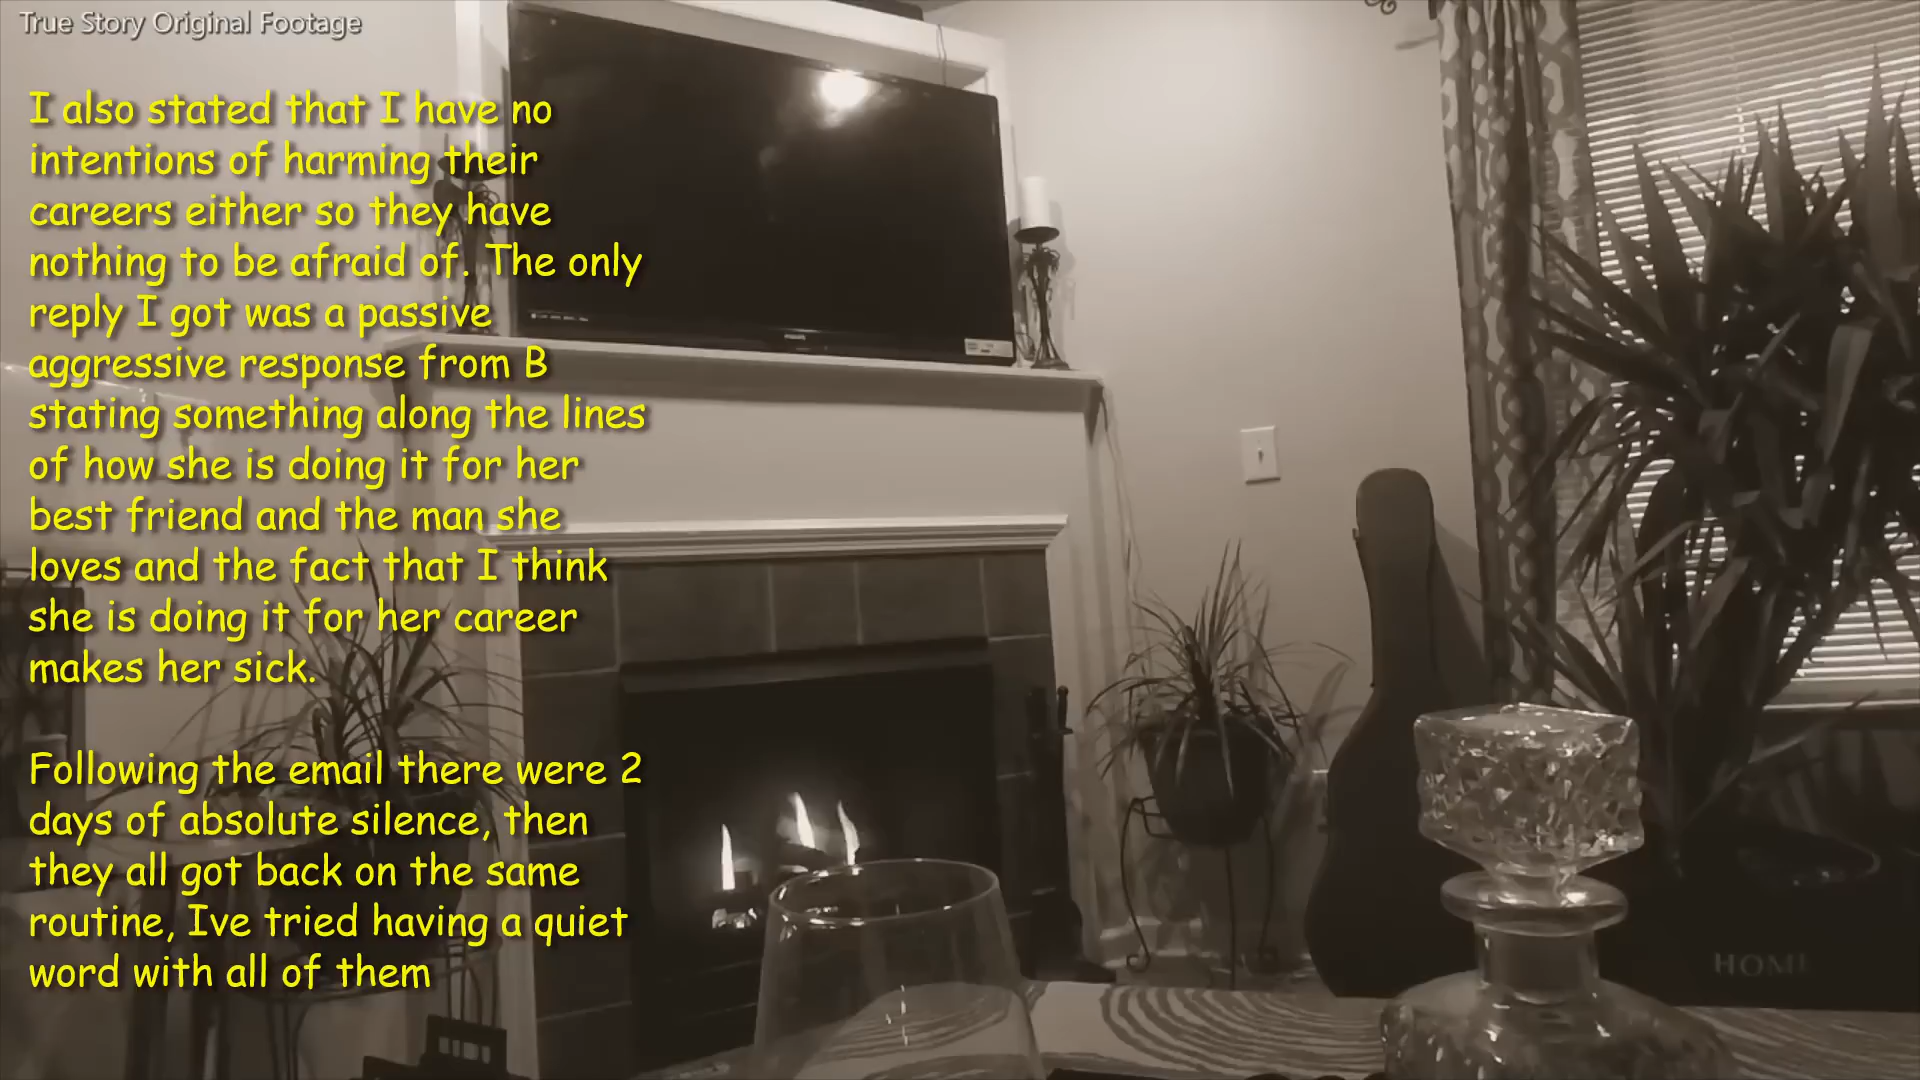 True Story Original Footage
I also stated that I have no
intentions of harming their
careers either so they have
nothing to be afraid of. The only
reply I got was a passive
aggressive response from B
stating something along the lines
of how she is doing it for her
best friend and the man she
loves and the fact that I think
she is doing it for her career
makes her sick.
Following the email there were 2
days of absolute silence, then
they all got back on the same
routine, Ive tried having a quiet
word with all of them
PHILIPS
HOME